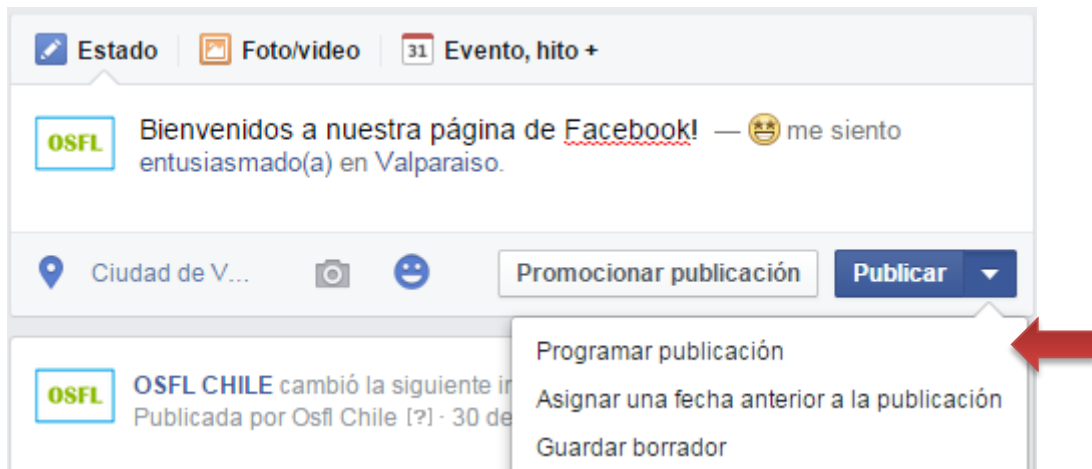 Estado Foto/video 31 Evento, hito +
OSFL Bienvenidos a nuestra página de Facebook! — me siento
entusiasmado(a) en Valparaiso.
Ciudad de V... Promocionar publicación Publicar
Programar publicación
Asignar una fecha anterior a la publicación
Guardar borrador
OSFL OSFL CHILE cambió la siguiente
Publicada por Osfl Chile [?] · 30 de